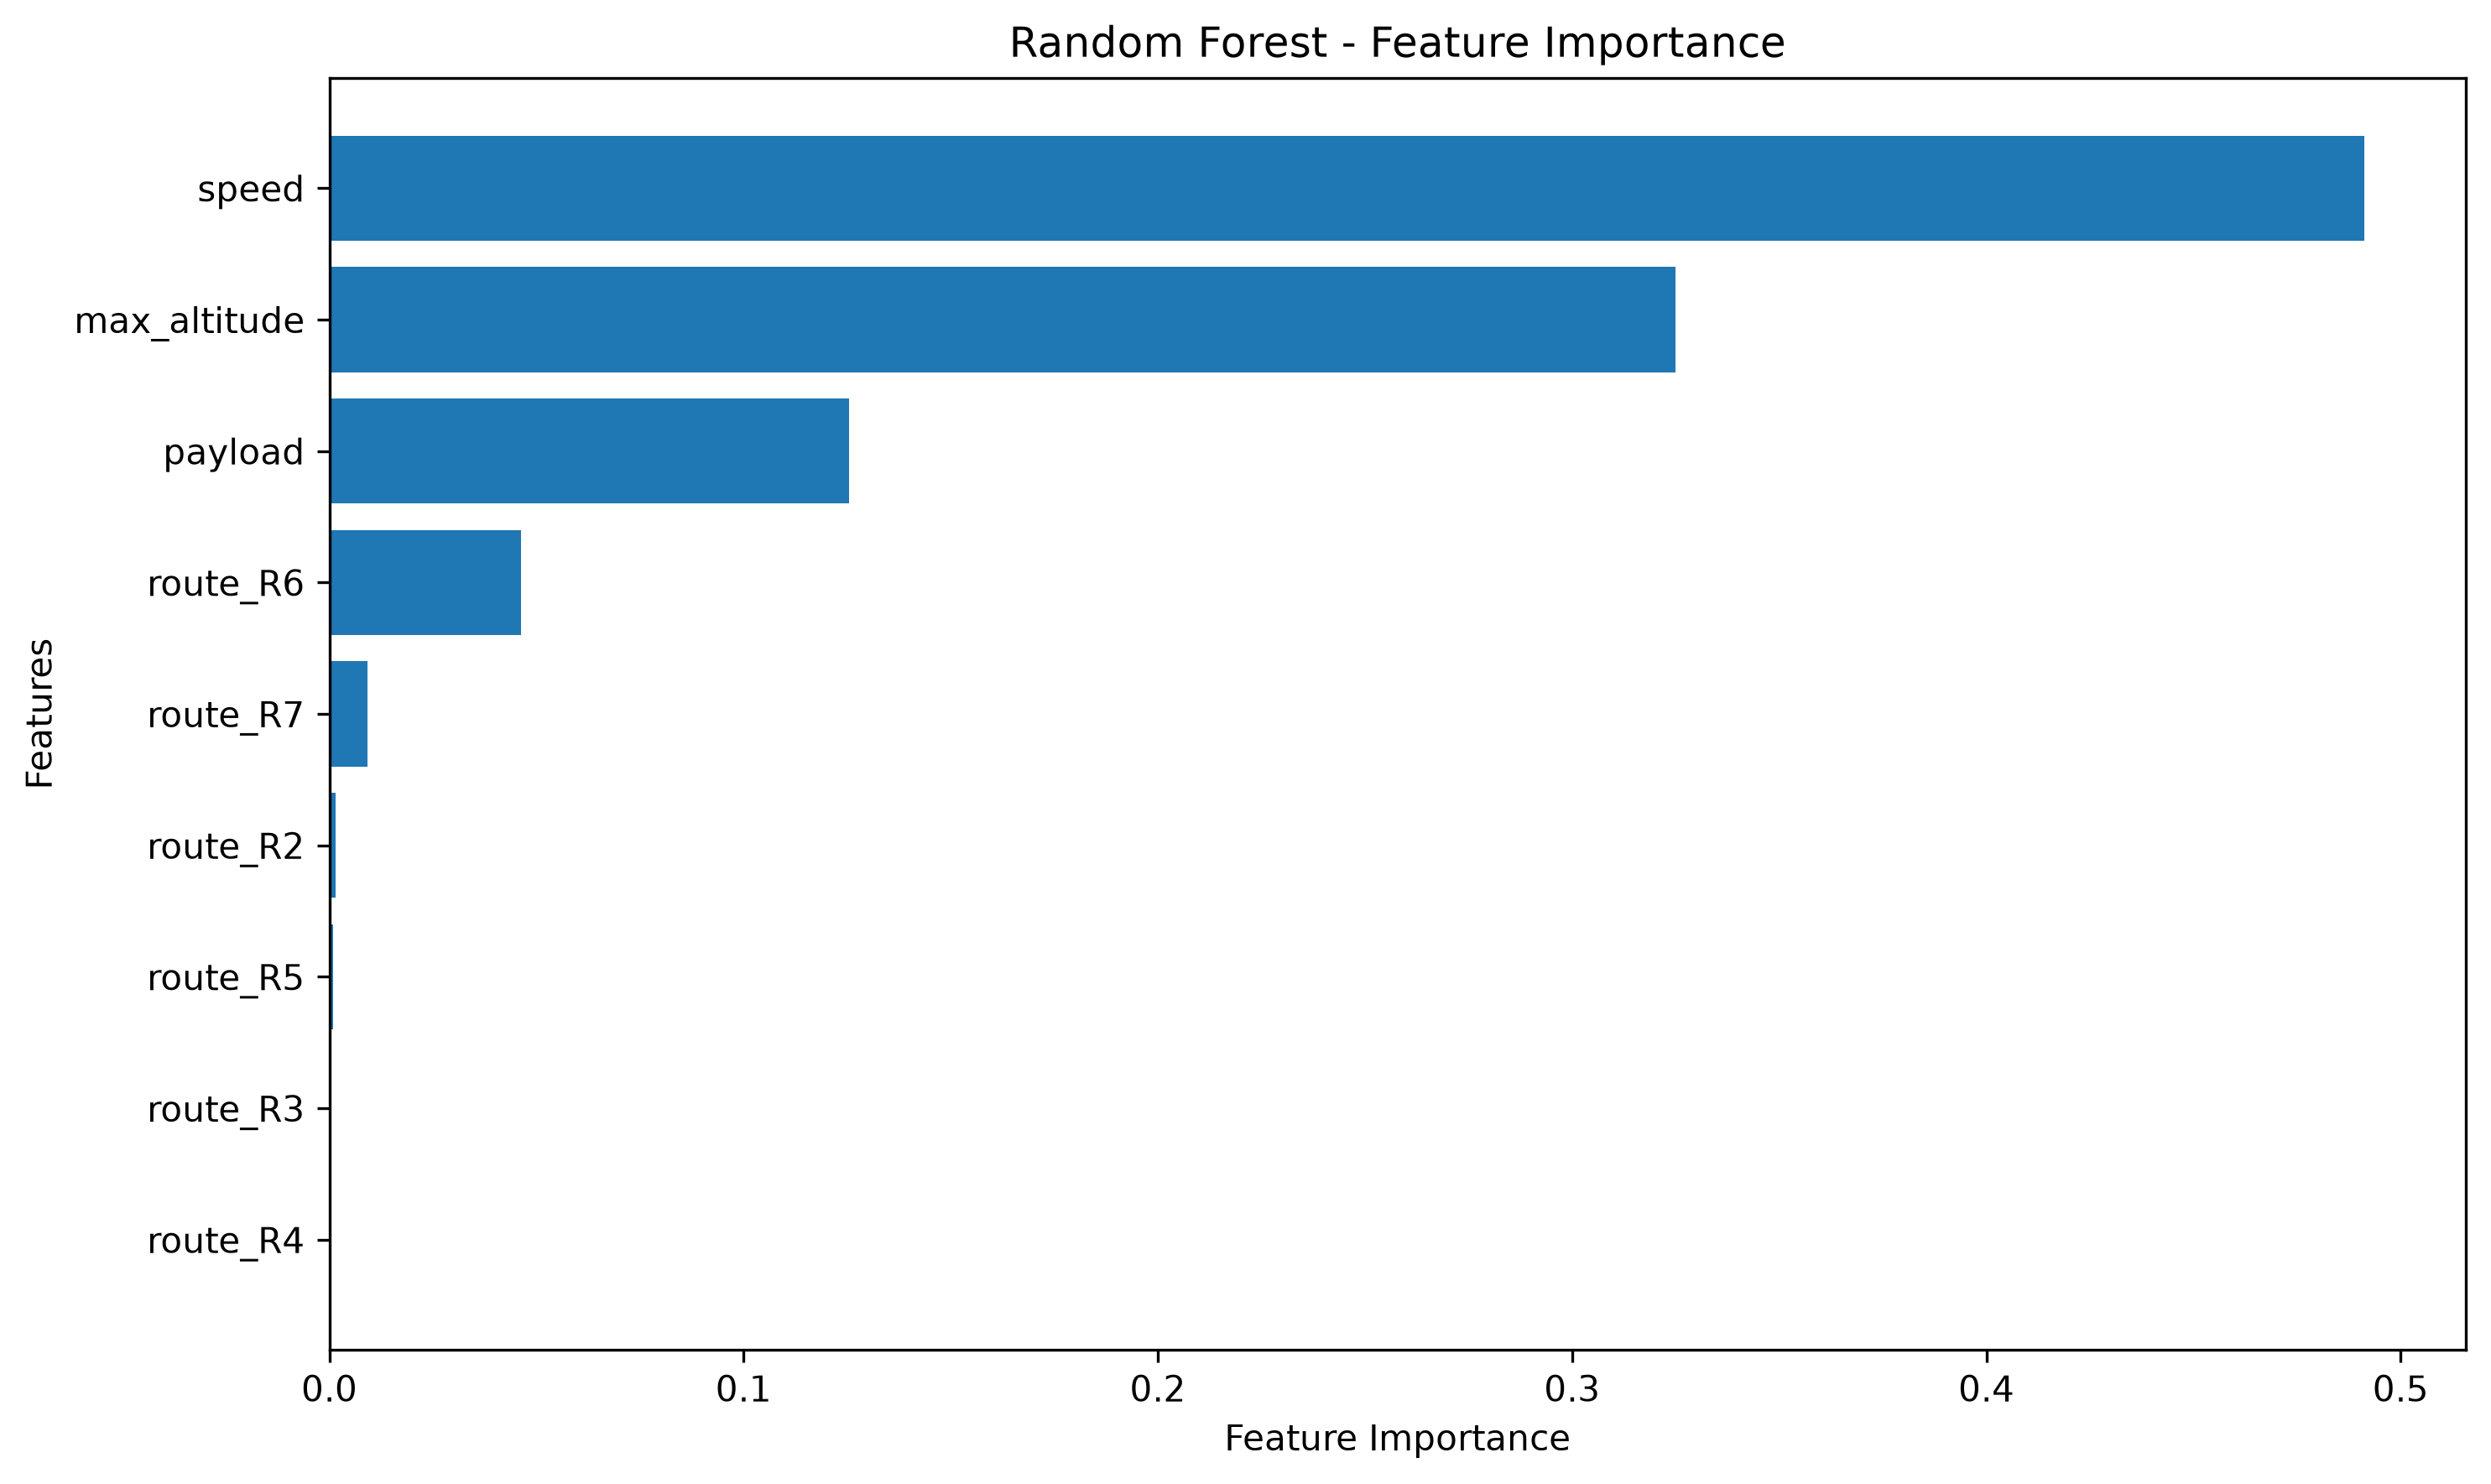 Random Forest - Feature Importance
Features
speed
max_altitude
payload
route_R6
route_R7
route_R2
route_R5
route_R3
route_R4
0.0 0.1 0.2 0.3 0.4 0.5
Feature Importance